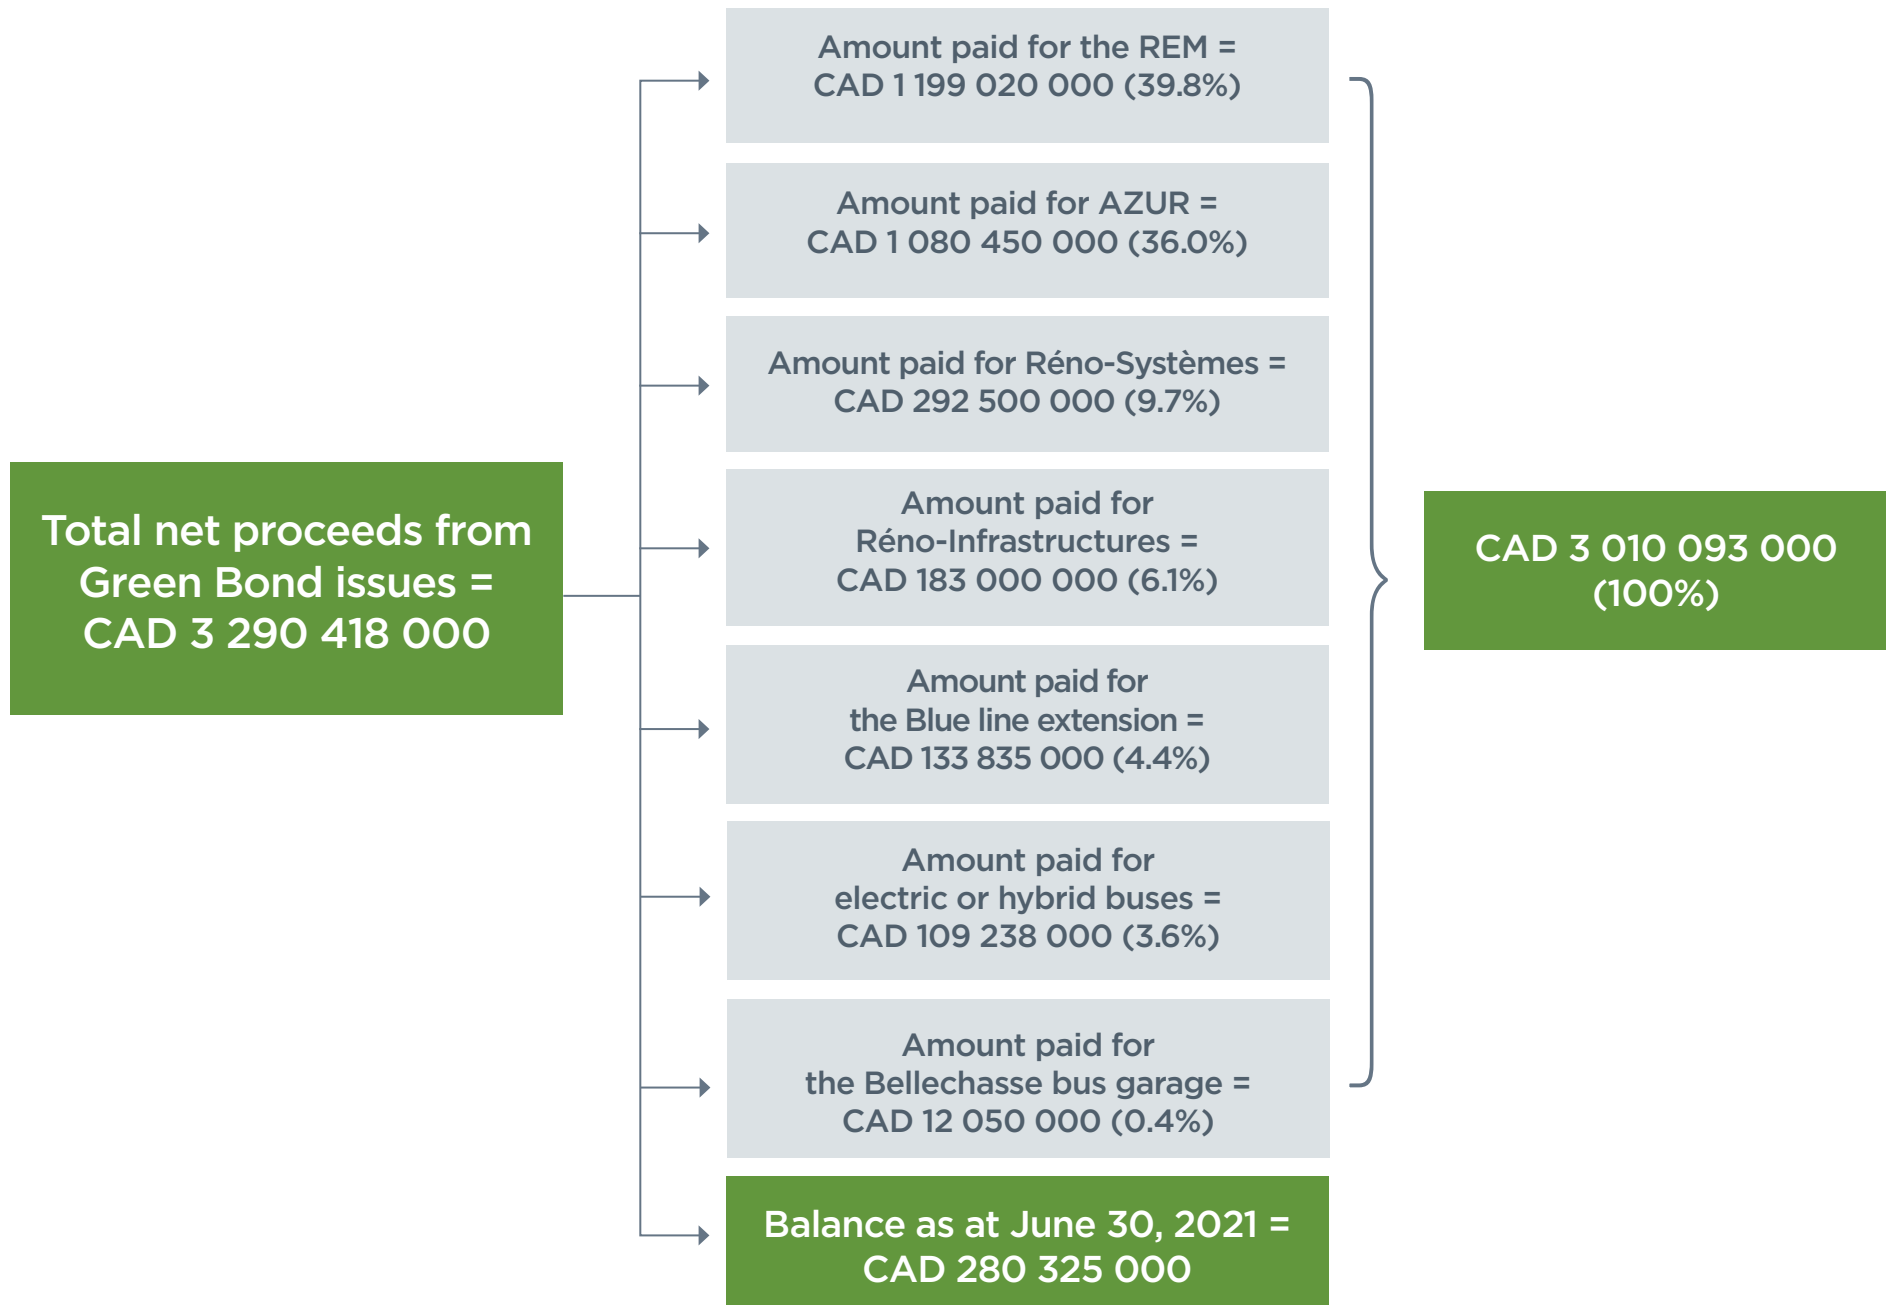 Total net proceeds from
Green Bond issues =
CAD 3 290 418 000
Amount paid for the REM =
CAD 1 199 020 000 (39.8%)
Amount paid for AZUR =
CAD 1 080 450 000 (36.0%)
Amount paid for Réno-Systèmes =
CAD 292 500 000 (9.7%)
Amount paid for
Réno-Infrastructures =
CAD 183 000 000 (6.1%)
Amount paid for
the Blue line extension =
CAD 133 835 000 (4.4%)
Amount paid for
electric or hybrid buses =
CAD 109 238 000 (3.6%)
Amount paid for
the Bellechasse bus garage =
CAD 12 050 000 (0.4%)
Balance as at June 30, 2021 =
CAD 280 325 000
CAD 3 010 093 000
(100%)